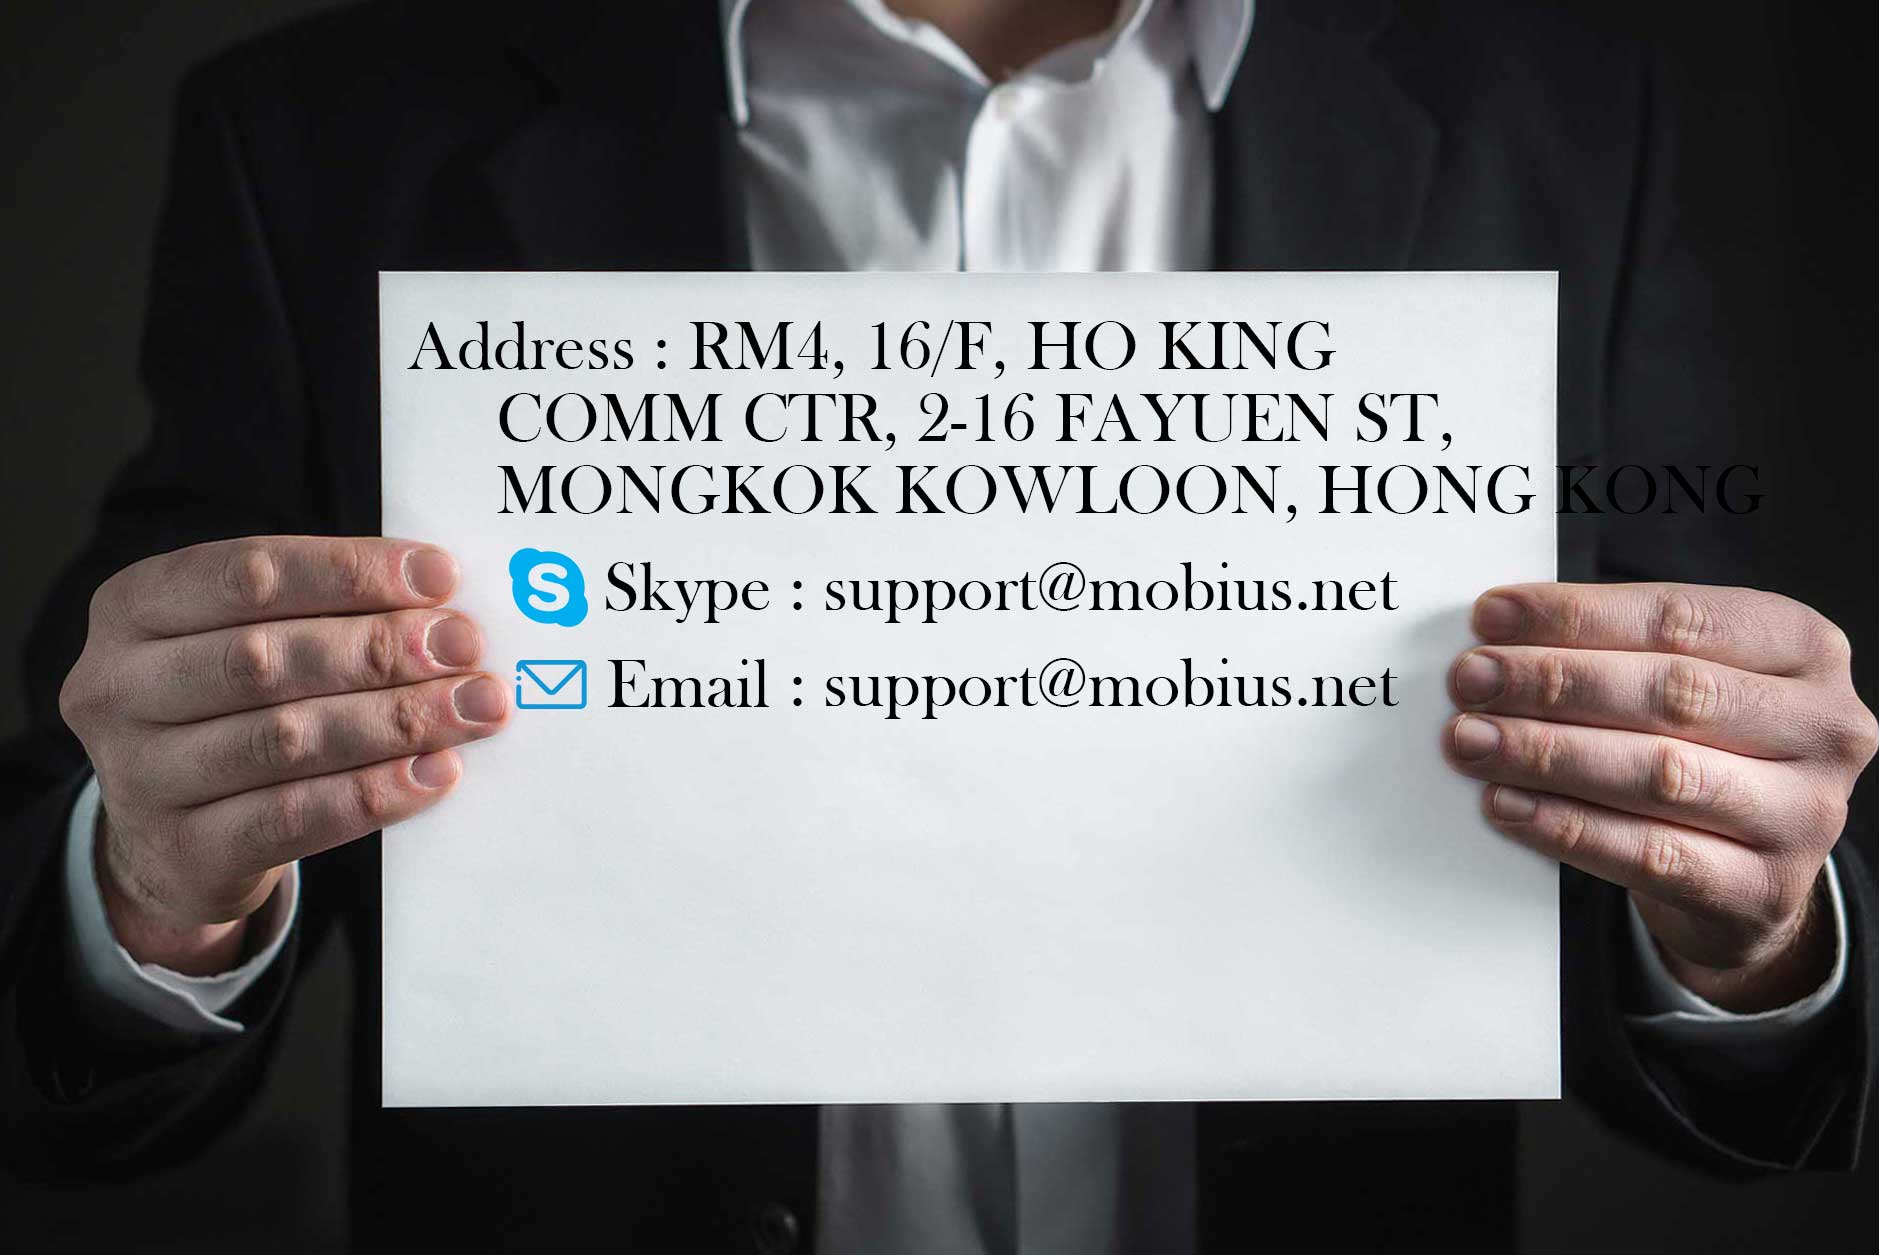 Address : RM4, 16/F, HO KING
COMM CTR, 2-16 FAYUEN ST,
MONGKOK KOWLOON, HONG KONG
Skype : support@mobius.net
Email : support@mobius.net